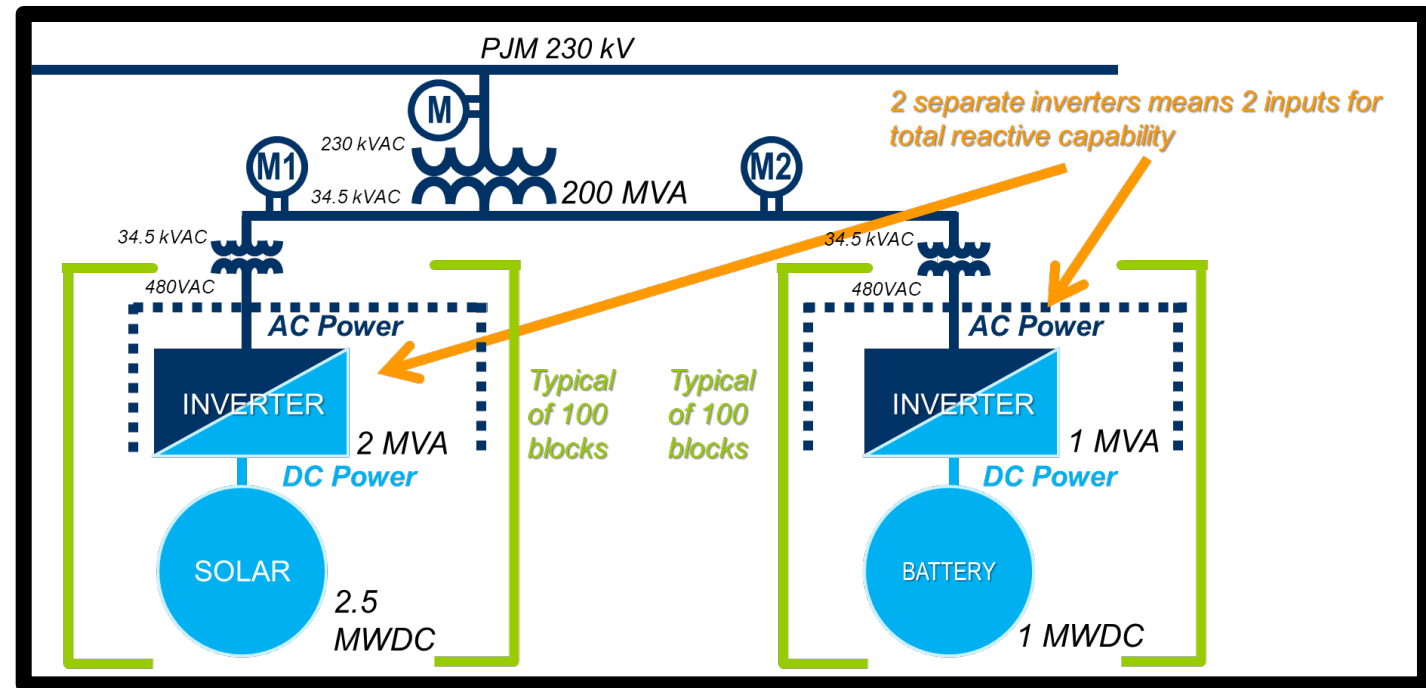 PJM 230 kV
M
2 separate inverters means 2 inputs for
total reactive capability
230 kVAC
M1
M2
34.5 kVAC
200 MVA
34.5 kVAC
34.5 kVAC
480VAC
480VAC
AC Power
AC Power
INVERTER
2 MVA
DC Power
Typical
of 100
blocks
Typical
of 100
blocks
INVERTER
1 MVA
DC Power
SOLAR
2.5
MWDC
BATTERY
1 MWDC